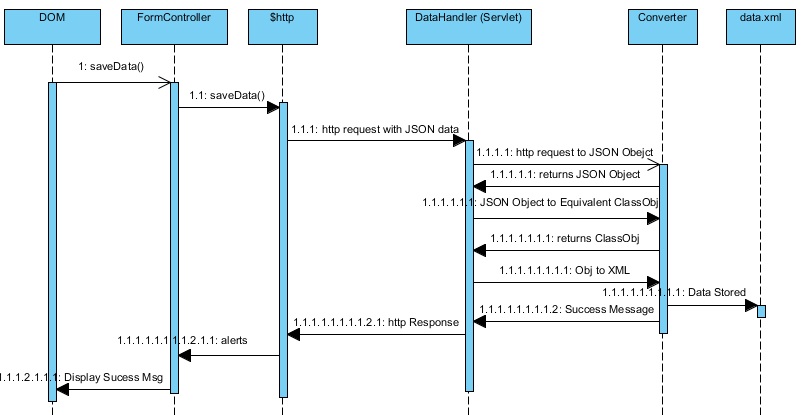 DOM
FormController
$http
DataHandler (Servlet)
Converter
data.xml
1: saveData()
1.1: saveData()
1.1.1: http request with JSON data
1.1.1.1: http request to JSON Obejct
1.1.1.1.1: returns JSON Object
1.1.1.1.1.1: JSON Object to Equivalent ClassObj
1.1.1.1.1.1.1: returns ClassObj
1.1.1.1.1.1.1.1: Obj to XML
1.1.1.1.1.1.1.1.1: Data Stored
1.1.1.1.1.1.1.1.2: Success Message
1.1.1.1.1.1.1.1.2.1: http Response
1.1.1.1.1.1.1.1.2.1.1: alerts
1.1.1.2.1.1.1: Display Sucess Msg